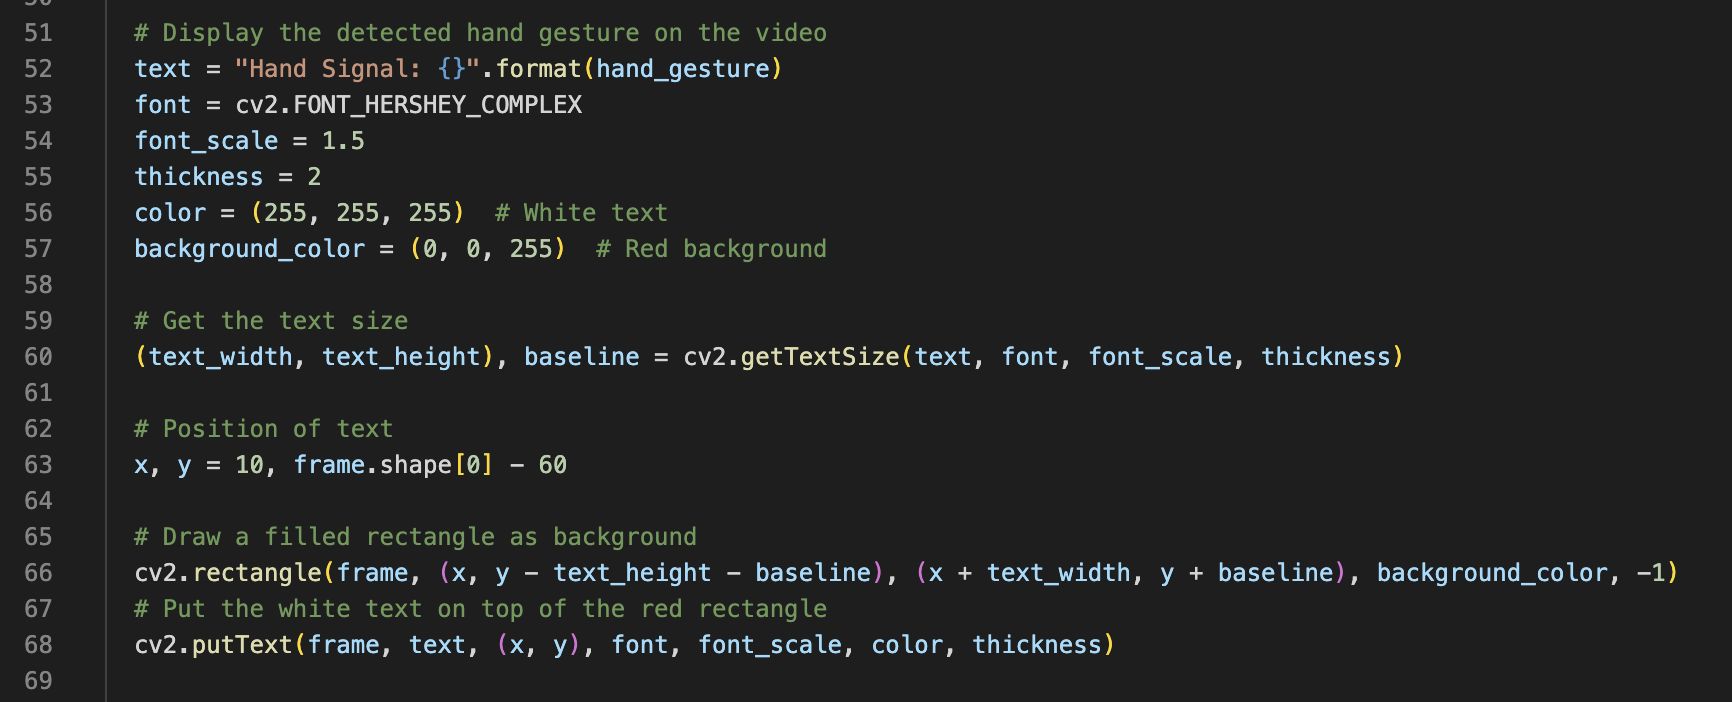 51 # Display the detected hand gesture on the video
52 text = "Hand Signal: {}".format(hand_gesture)
53 font = cv2.FONT_HERSHEY_COMPLEX
54 font_scale = 1.5
55 thickness = 2
56 color = (255, 255, 255)  # White text
57 background_color = (0, 0, 255)  # Red background
58
59 # Get the text size
60 (text_width, text_height), baseline = cv2.getTextSize(text, font, font_scale, thickness)
61
62 # Position of text
63 x, y = 10, frame.shape[0] - 60
64
65 # Draw a filled rectangle as background
66 cv2.rectangle(frame, (x, y - text_height - baseline), (x + text_width, y + baseline), background_color, -1)
67 # Put the white text on top of the red rectangle
68 cv2.putText(frame, text, (x, y), font, font_scale, color, thickness)
69